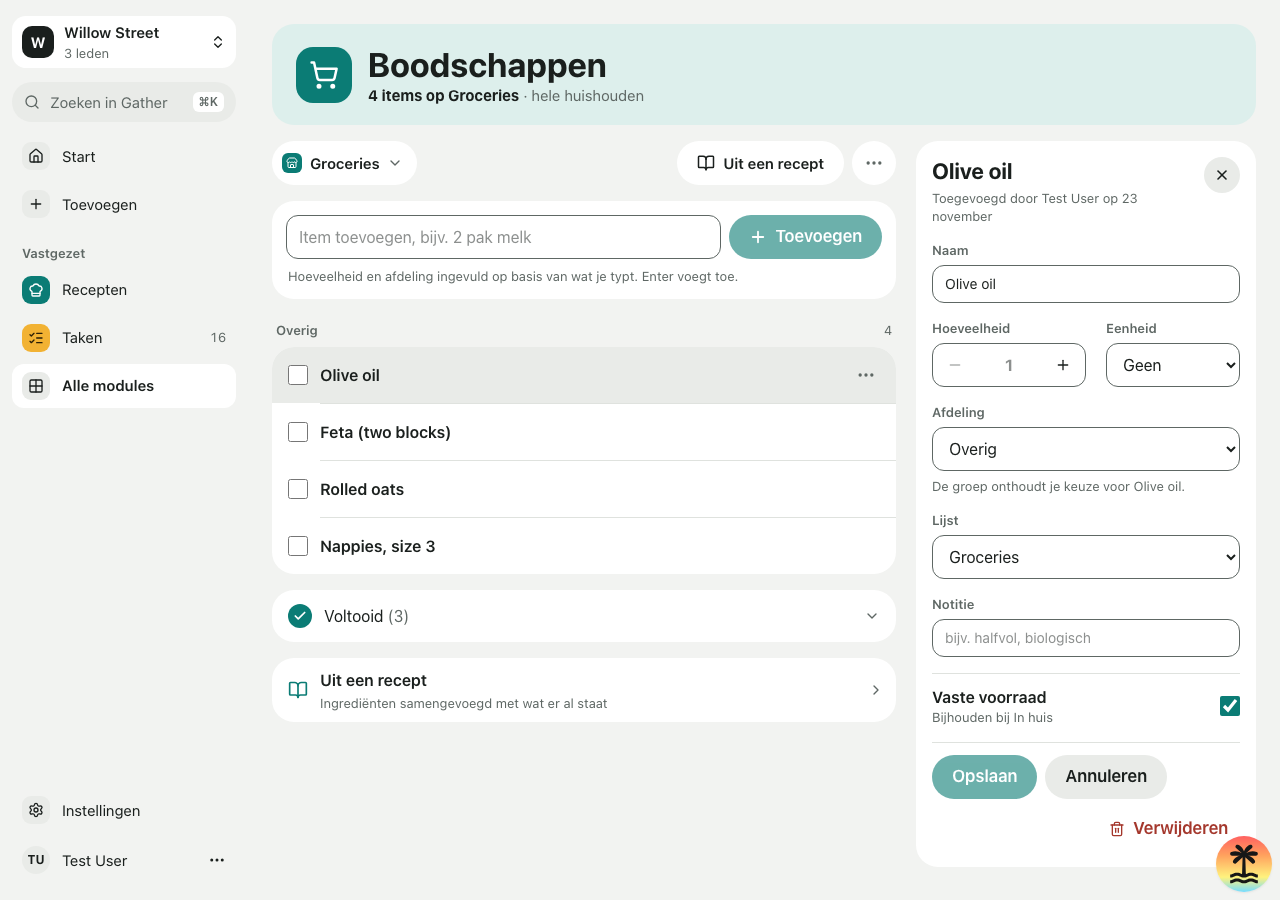 W
Willow Street
3 leden
Zoeken in Gather
⌘K
Start
Toevoegen
Vastgezet
Recepten
Taken
16
Alle modules
Instellingen
TU
Test User
Boodschappen
4 items op Groceries · hele huishouden
Groceries
Uit een recept
Item toevoegen, bijv. 2 pak melk
Toevoegen
Hoeveelheid en afdeling ingevuld op basis van wat je typt. Enter voegt toe.
Overig
4
Olive oil
Feta (two blocks)
Rolled oats
Nappies, size 3
Voltooid (3)
Uit een recept
Ingrediënten samengevoegd met wat er al staat
Olive oil
Toegevoegd door Test User op 23
november
Naam
Olive oil
Hoeveelheid
Eenheid
1
Geen
Afdeling
Overig
De groep onthoudt je keuze voor Olive oil.
Lijst
Groceries
Notitie
bijv. halfvol, biologisch
Vaste voorraad
Bijhouden bij In huis
Opslaan
Annuleren
Verwijderen